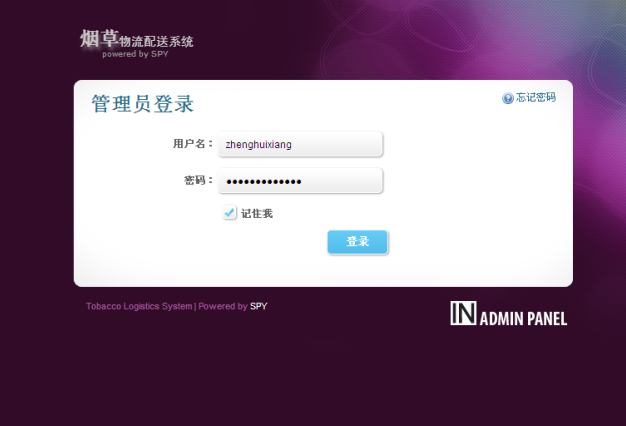 烟草物流配送系统
powered by SPY
管理员登录
忘记密码
用户名：
zhenghuixiang
密码：
•••••••••••••
记住我
登录
Tobacco Logistics System | Powered by SPY
IN ADMIN PANEL